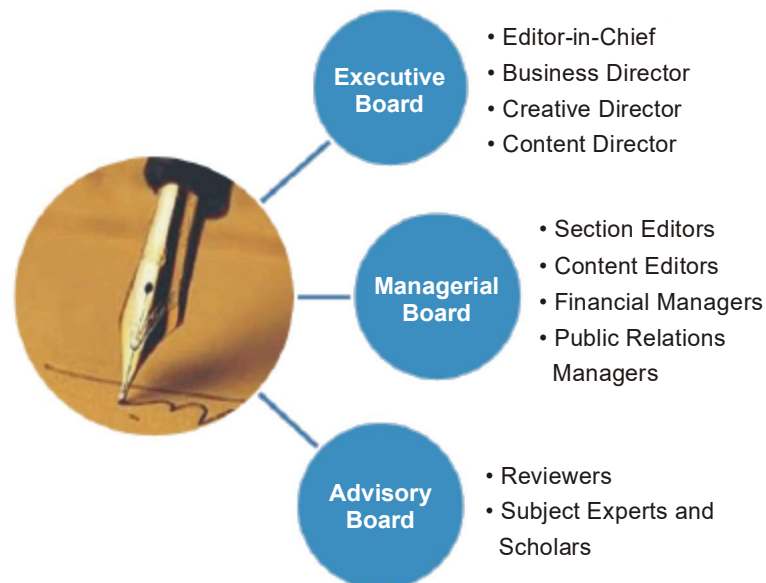 Executive
Board
• Editor-in-Chief
• Business Director
• Creative Director
• Content Director
Managerial
Board
• Section Editors
• Content Editors
• Financial Managers
• Public Relations
Managers
Advisory
Board
• Reviewers
• Subject Experts and
Scholars